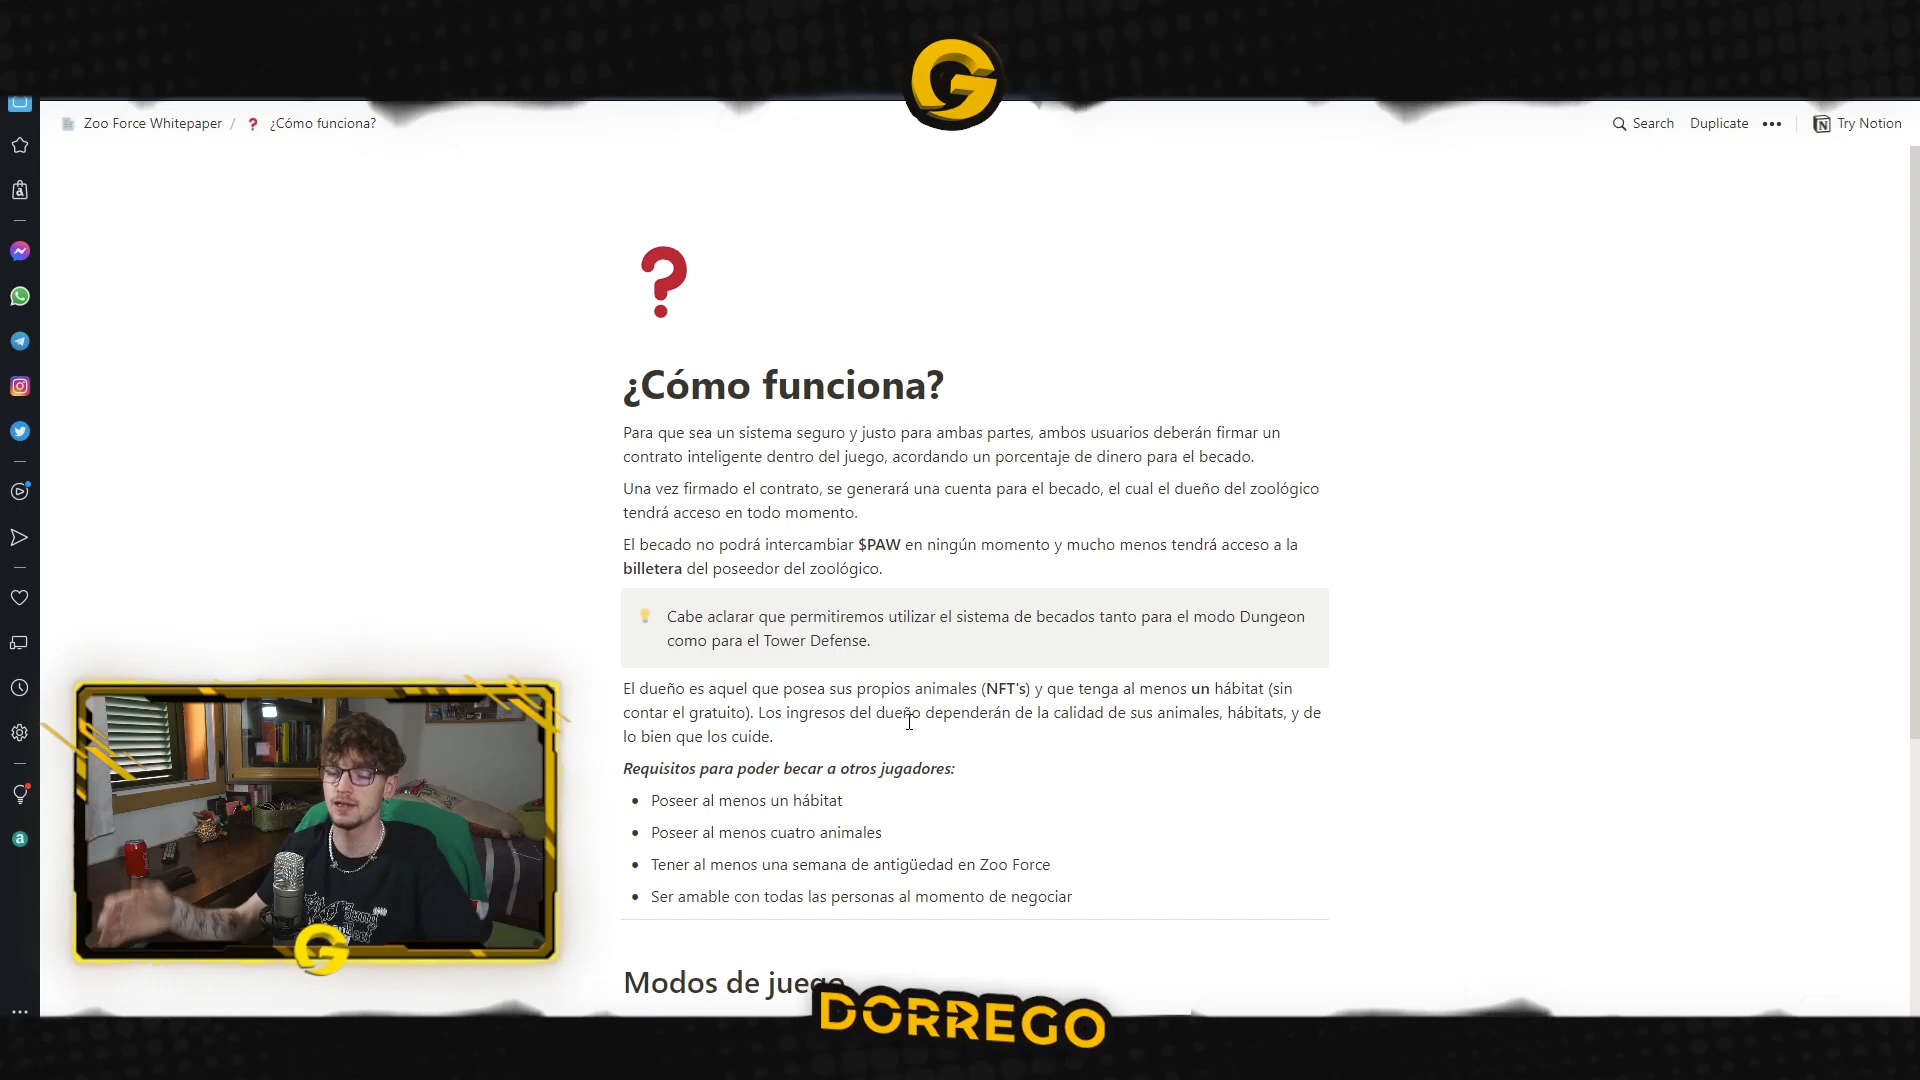 Zoo Force Whitepaper / ¿Cómo funciona?
Search Duplicate ••• Try Notion
¿Cómo funciona?
Para que sea un sistema seguro y justo para ambas partes, ambos usuarios deberán firmar un
contrato inteligente dentro del juego, acordando un porcentaje de dinero para el becado.
Una vez firmado el contrato, se generará una cuenta para el becado, el cual el dueño del zoológico
tendrá acceso en todo momento.
El becado no podrá intercambiar $PAW en ningún momento y mucho menos tendrá acceso a la
billetera del poseedor del zoológico.
Cabe aclarar que permitiremos utilizar el sistema de becados tanto para el modo Dungeon
como para el Tower Defense.
El dueño es aquel que posea sus propios animales (NFT's) y que tenga al menos un hábitat (sin
contar el gratuito). Los ingresos del dueño dependerán de la calidad de sus animales, hábitats, y de
lo bien que los cuide.
Requisitos para poder becar a otros jugadores:
• Poseer al menos un hábitat
• Poseer al menos cuatro animales
• Tener al menos una semana de antigüedad en Zoo Force
• Ser amable con todas las personas al momento de negociar
Modos de juego
DORREGO